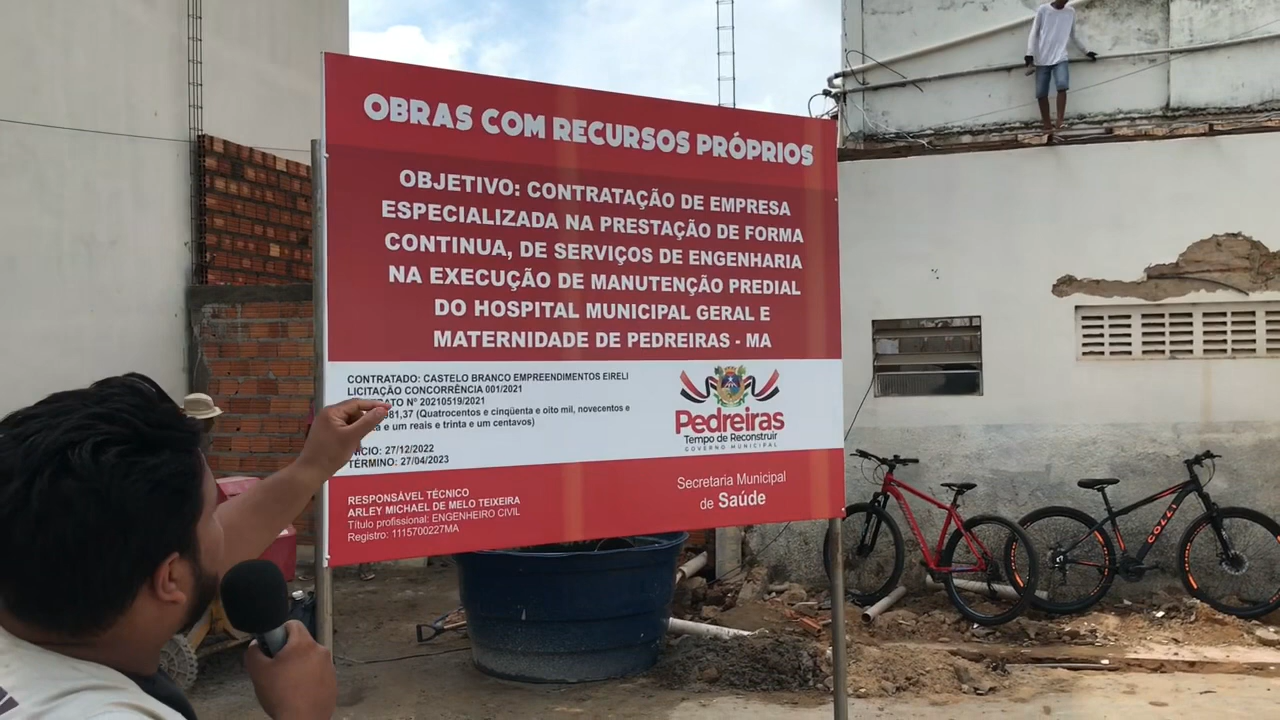 OBRAS COM RECURSOS PRÓPRIOS
OBJETIVO: CONTRATAÇÃO DE EMPRESA
ESPECIALIZADA NA PRESTAÇÃO DE FORMA
CONTINUA, DE SERVIÇOS DE ENGENHARIA
NA EXECUÇÃO DE MANUTENÇÃO PREDIAL
DO HOSPITAL MUNICIPAL GERAL E
MATERNIDADE DE PEDREIRAS - MA
CONTRATADO: CASTELO BRANCO EMPREENDIMENTOS EIRELI
LICITAÇÃO CONCORRÊNCIA 001/2021
Nº 20210519/2021
981,37 (Quatrocentos e cinqüenta e oito mil, novecentos e
e um reais e trinta e um centavos)
INÍCIO: 27/12/2022
TÉRMINO: 27/04/2023
Pedreiras
Tempo de Reconstruir
GOVERNO MUNICIPAL
RESPONSÁVEL TÉCNICO
ARLEY MICHAEL DE MELO TEIXEIRA
Título profissional: ENGENHEIRO CIVIL
Registro: 1115700227MA
Secretaria Municipal
de Saúde
COLLI